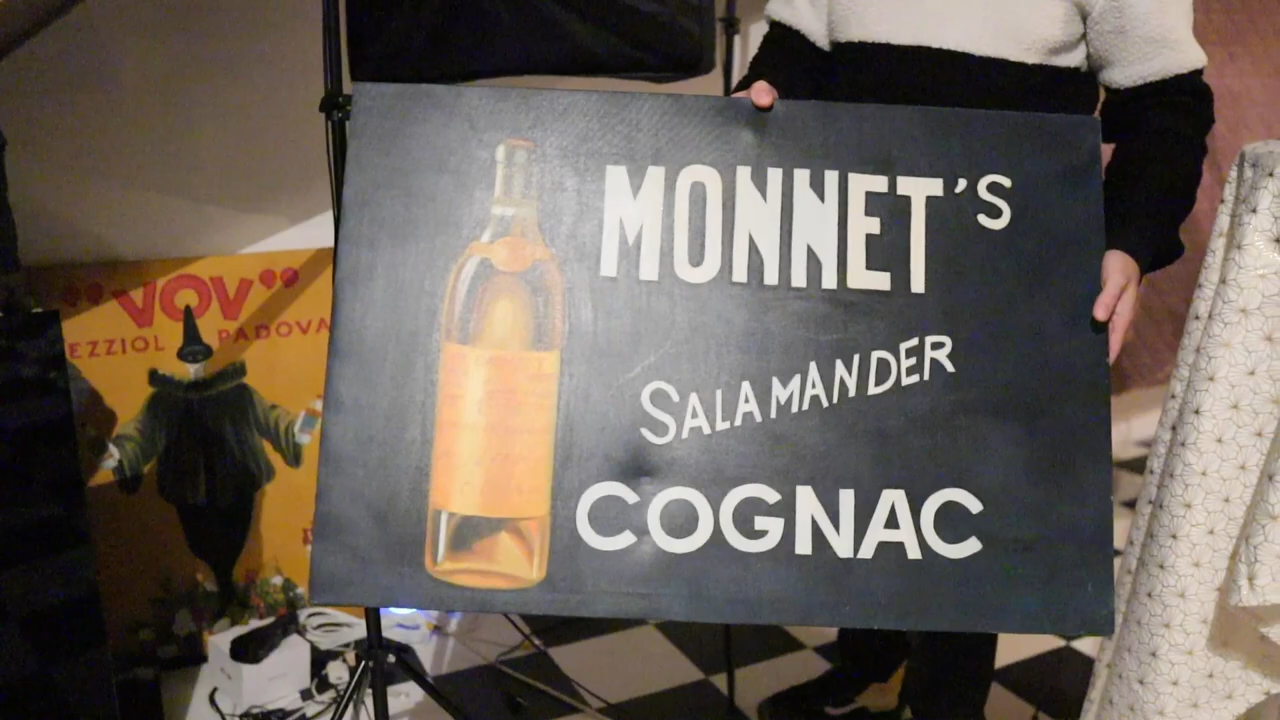 MONNET'S
SALAMANDER
COGNAC
"VOV"
EZZIOL PADOVA